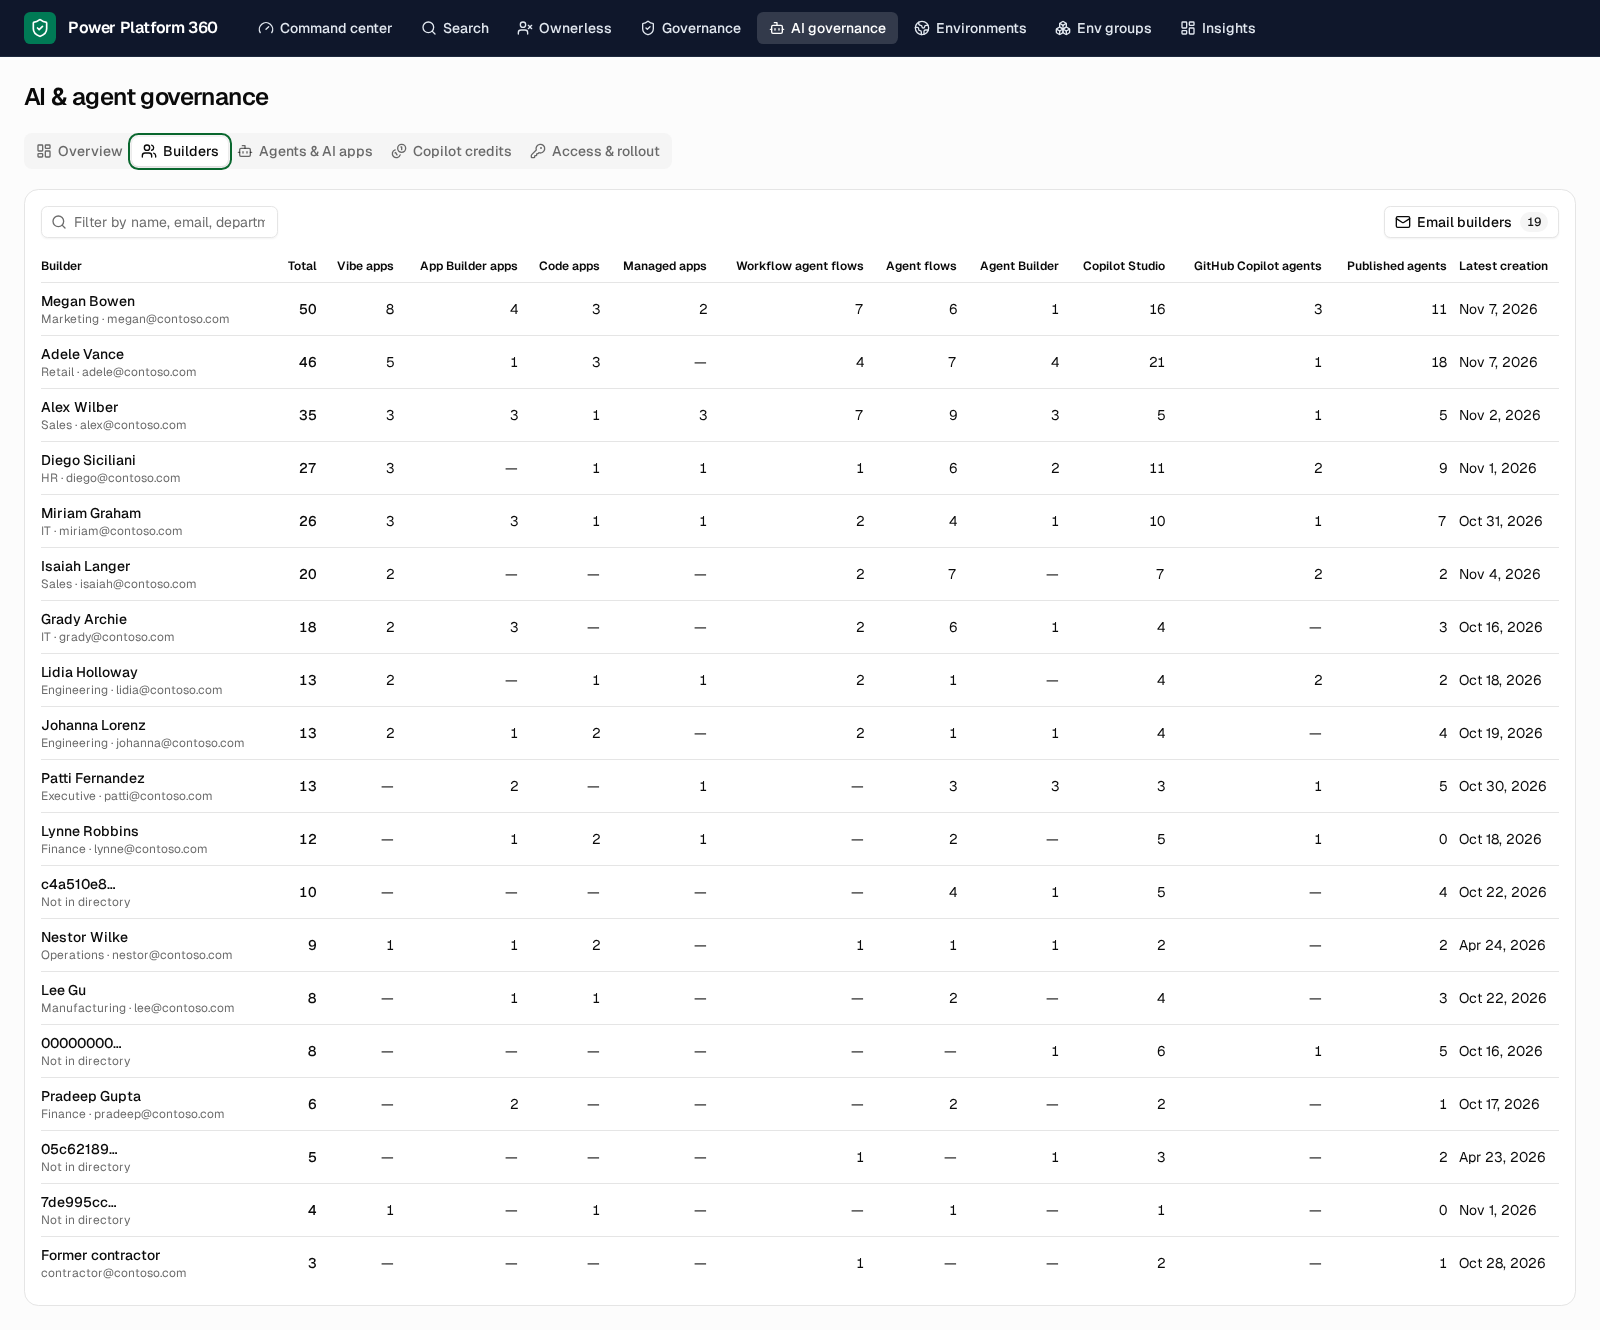 Power Platform 360 Command center Search Ownerless Governance AI governance Environments Env groups Insights
AI & agent governance
Overview Builders Agents & AI apps Copilot credits Access & rollout
Filter by name, email, departm Email builders 19
Builder Total Vibe apps App Builder apps Code apps Managed apps Workflow agent flows Agent flows Agent Builder Copilot Studio GitHub Copilot agents Published agents Latest creation
Megan Bowen
Marketing · megan@contoso.com
50 8 4 3 2 7 6 1 16 3 11 Nov 7, 2026
Adele Vance
Retail · adele@contoso.com
46 5 1 3 — 4 7 4 21 1 18 Nov 7, 2026
Alex Wilber
Sales · alex@contoso.com
35 3 3 1 3 7 9 3 5 1 5 Nov 2, 2026
Diego Siciliani
HR · diego@contoso.com
27 3 — 1 1 1 6 2 11 2 9 Nov 1, 2026
Miriam Graham
IT · miriam@contoso.com
26 3 3 1 1 2 4 1 10 1 7 Oct 31, 2026
Isaiah Langer
Sales · isaiah@contoso.com
20 2 — — — 2 7 — 7 2 2 Nov 4, 2026
Grady Archie
IT · grady@contoso.com
18 2 3 — — 2 6 1 4 — 3 Oct 16, 2026
Lidia Holloway
Engineering · lidia@contoso.com
13 2 — 1 1 2 1 — 4 2 2 Oct 18, 2026
Johanna Lorenz
Engineering · johanna@contoso.com
13 2 1 2 — 2 1 1 4 — 4 Oct 19, 2026
Patti Fernandez
Executive · patti@contoso.com
13 — 2 — 1 — 3 3 3 1 5 Oct 30, 2026
Lynne Robbins
Finance · lynne@contoso.com
12 — 1 2 1 — 2 — 5 1 0 Oct 18, 2026
c4a510e8…
Not in directory
10 — — — — — 4 1 5 — 4 Oct 22, 2026
Nestor Wilke
Operations · nestor@contoso.com
9 1 1 2 — 1 1 1 2 — 2 Apr 24, 2026
Lee Gu
Manufacturing · lee@contoso.com
8 — 1 1 — — 2 — 4 — 3 Oct 22, 2026
00000000…
Not in directory
8 — — — — — — 1 6 1 5 Oct 16, 2026
Pradeep Gupta
Finance · pradeep@contoso.com
6 — 2 — — — 2 — 2 — 1 Oct 17, 2026
05c62189…
Not in directory
5 — — — — 1 — 1 3 — 2 Apr 23, 2026
7de995cc…
Not in directory
4 1 — 1 — — 1 — 1 — 0 Nov 1, 2026
Former contractor
contractor@contoso.com
3 — — — — 1 — — 2 — 1 Oct 28, 2026